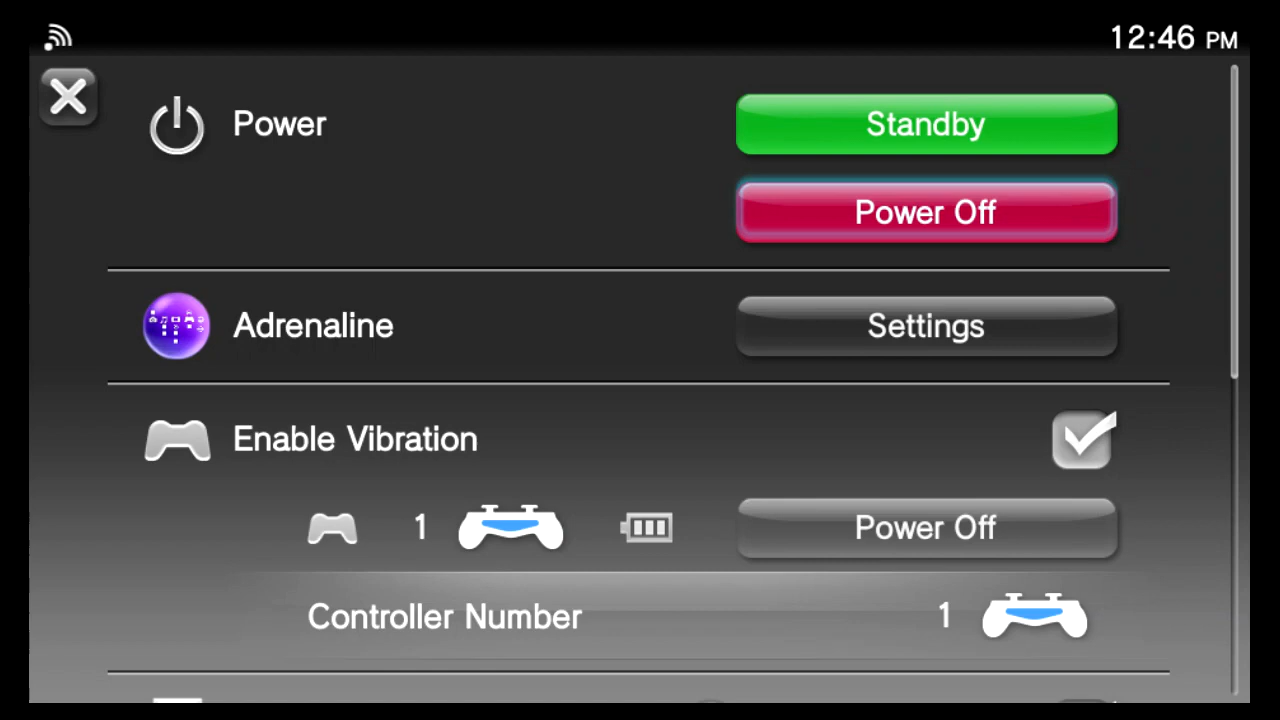 12:46 PM
Power
Standby
Power Off
Adrenaline
Settings
Enable Vibration
1
Power Off
Controller Number
1